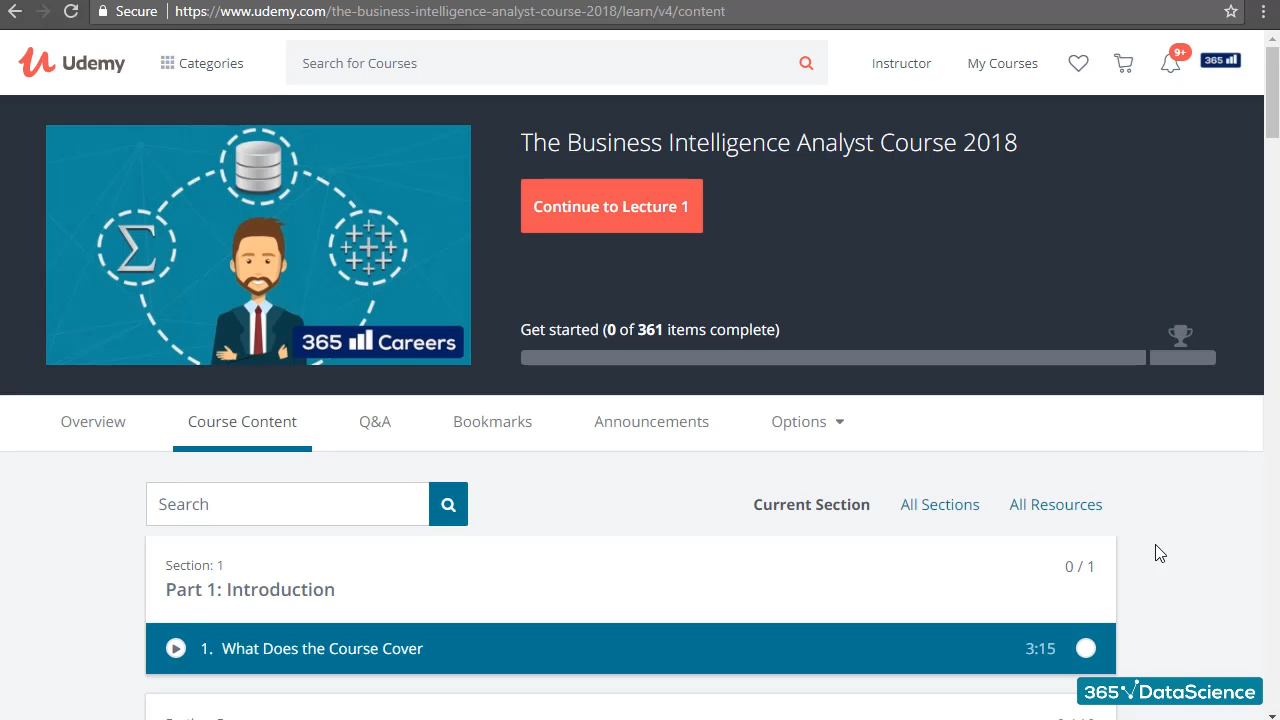 Secure
https://www.udemy.com/the-business-intelligence-analyst-course-2018/learn/v4/content
Udemy
Categories
Search for Courses
Instructor
My Courses
9+
365
The Business Intelligence Analyst Course 2018
Continue to Lecture 1
365 Careers
Get started (0 of 361 items complete)
Overview
Course Content
Q&A
Bookmarks
Announcements
Options
Search
Current Section
All Sections
All Resources
Section: 1
0 / 1
Part 1: Introduction
1. What Does the Course Cover
3:15
365 DataScience